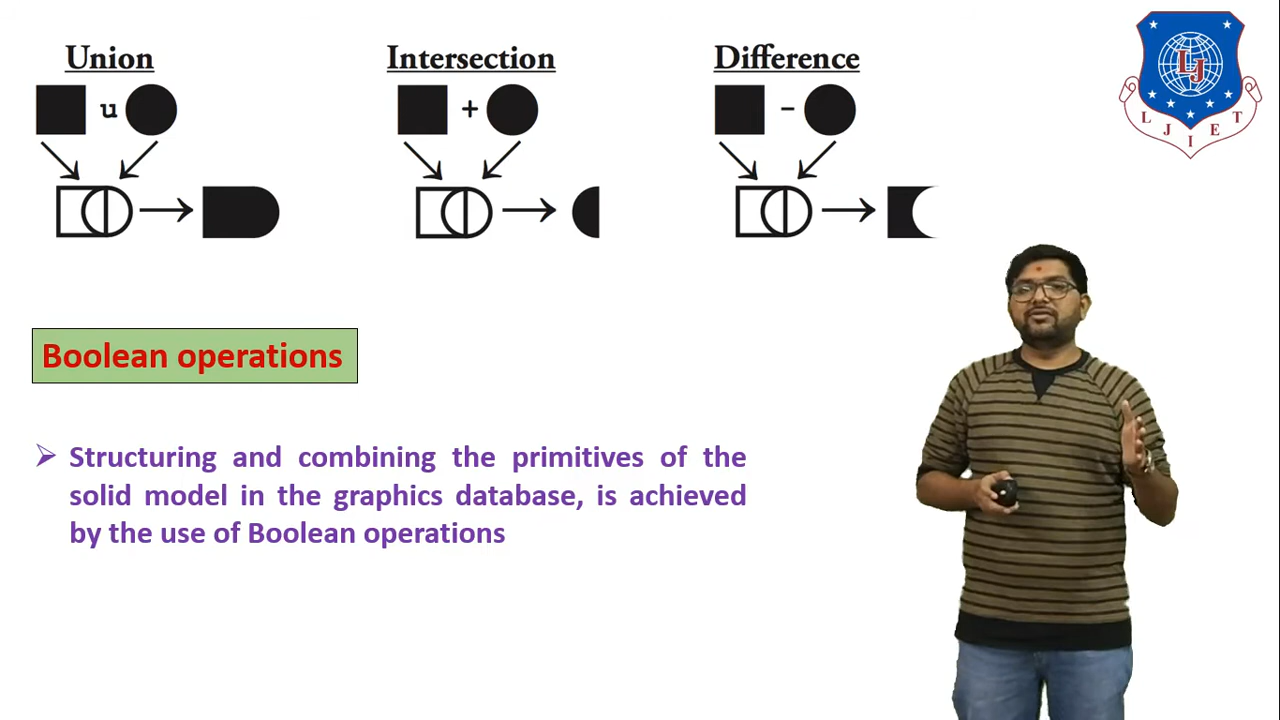 Union Intersection Difference
u + −
LJ
L J I E T
Boolean operations
➢ Structuring and combining the primitives of the
solid model in the graphics database, is achieved
by the use of Boolean operations